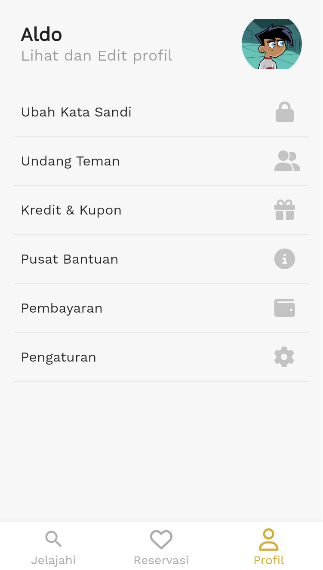 Aldo
Lihat dan Edit profil
Ubah Kata Sandi
Undang Teman
Kredit & Kupon
Pusat Bantuan
Pembayaran
Pengaturan
Jelajahi
Reservasi
Profil